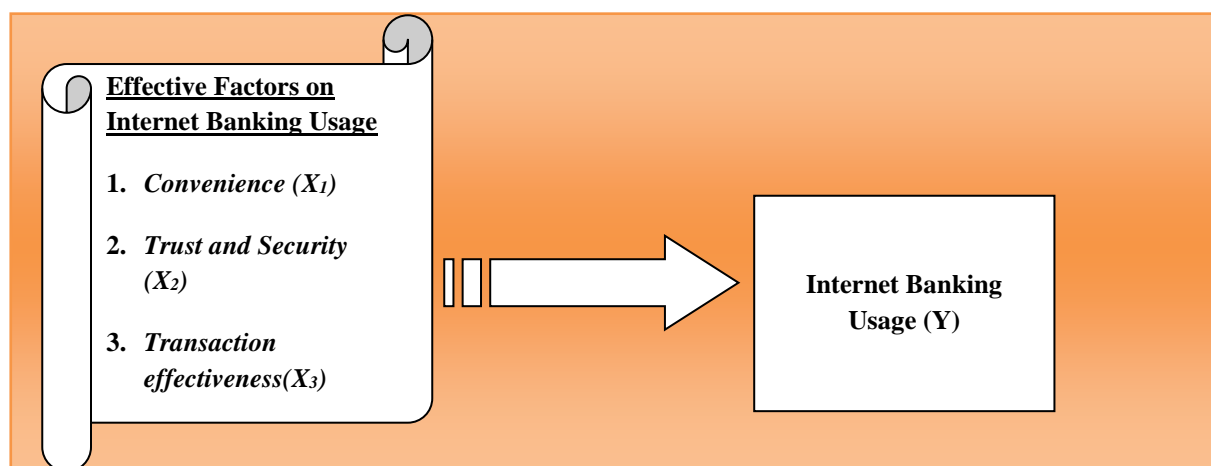 Effective Factors on
Internet Banking Usage
1. Convenience (X₁)
2. Trust and Security
(X₂)
3. Transaction
effectiveness(X₃)
Internet Banking
Usage (Y)